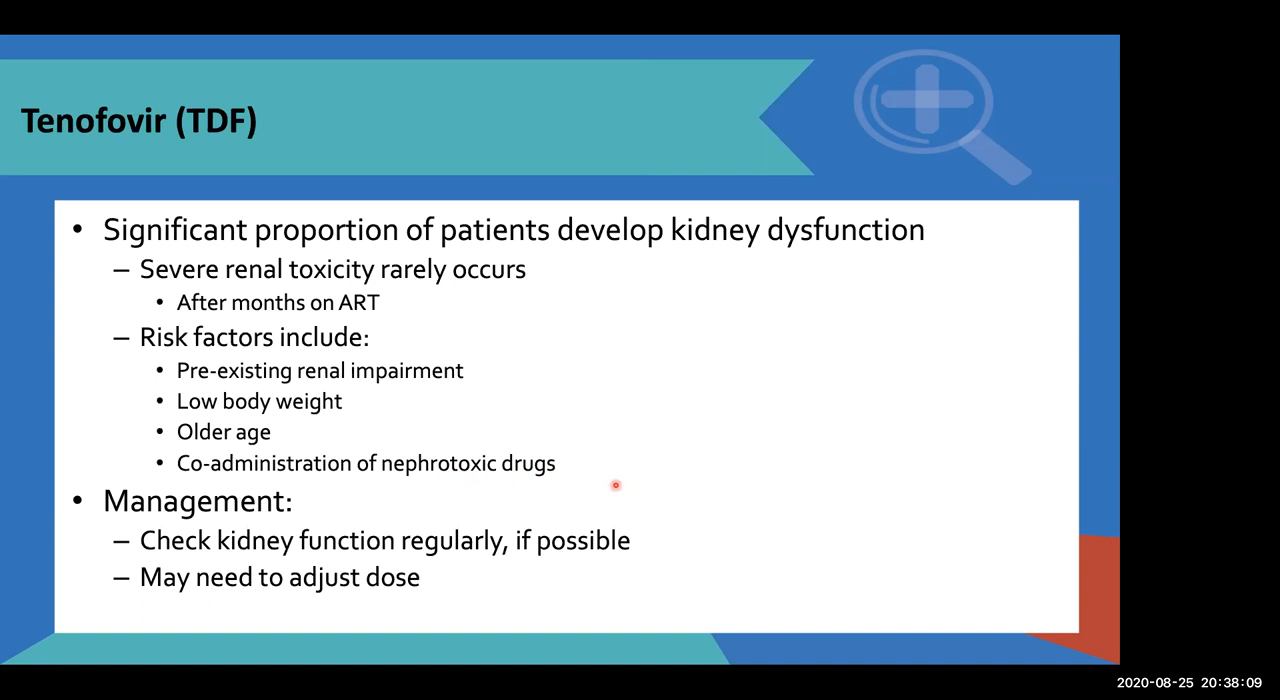 Tenofovir (TDF)
• Significant proportion of patients develop kidney dysfunction
– Severe renal toxicity rarely occurs
• After months on ART
– Risk factors include:
• Pre-existing renal impairment
• Low body weight
• Older age
• Co-administration of nephrotoxic drugs
• Management:
– Check kidney function regularly, if possible
– May need to adjust dose
2020-08-25 20:38:09